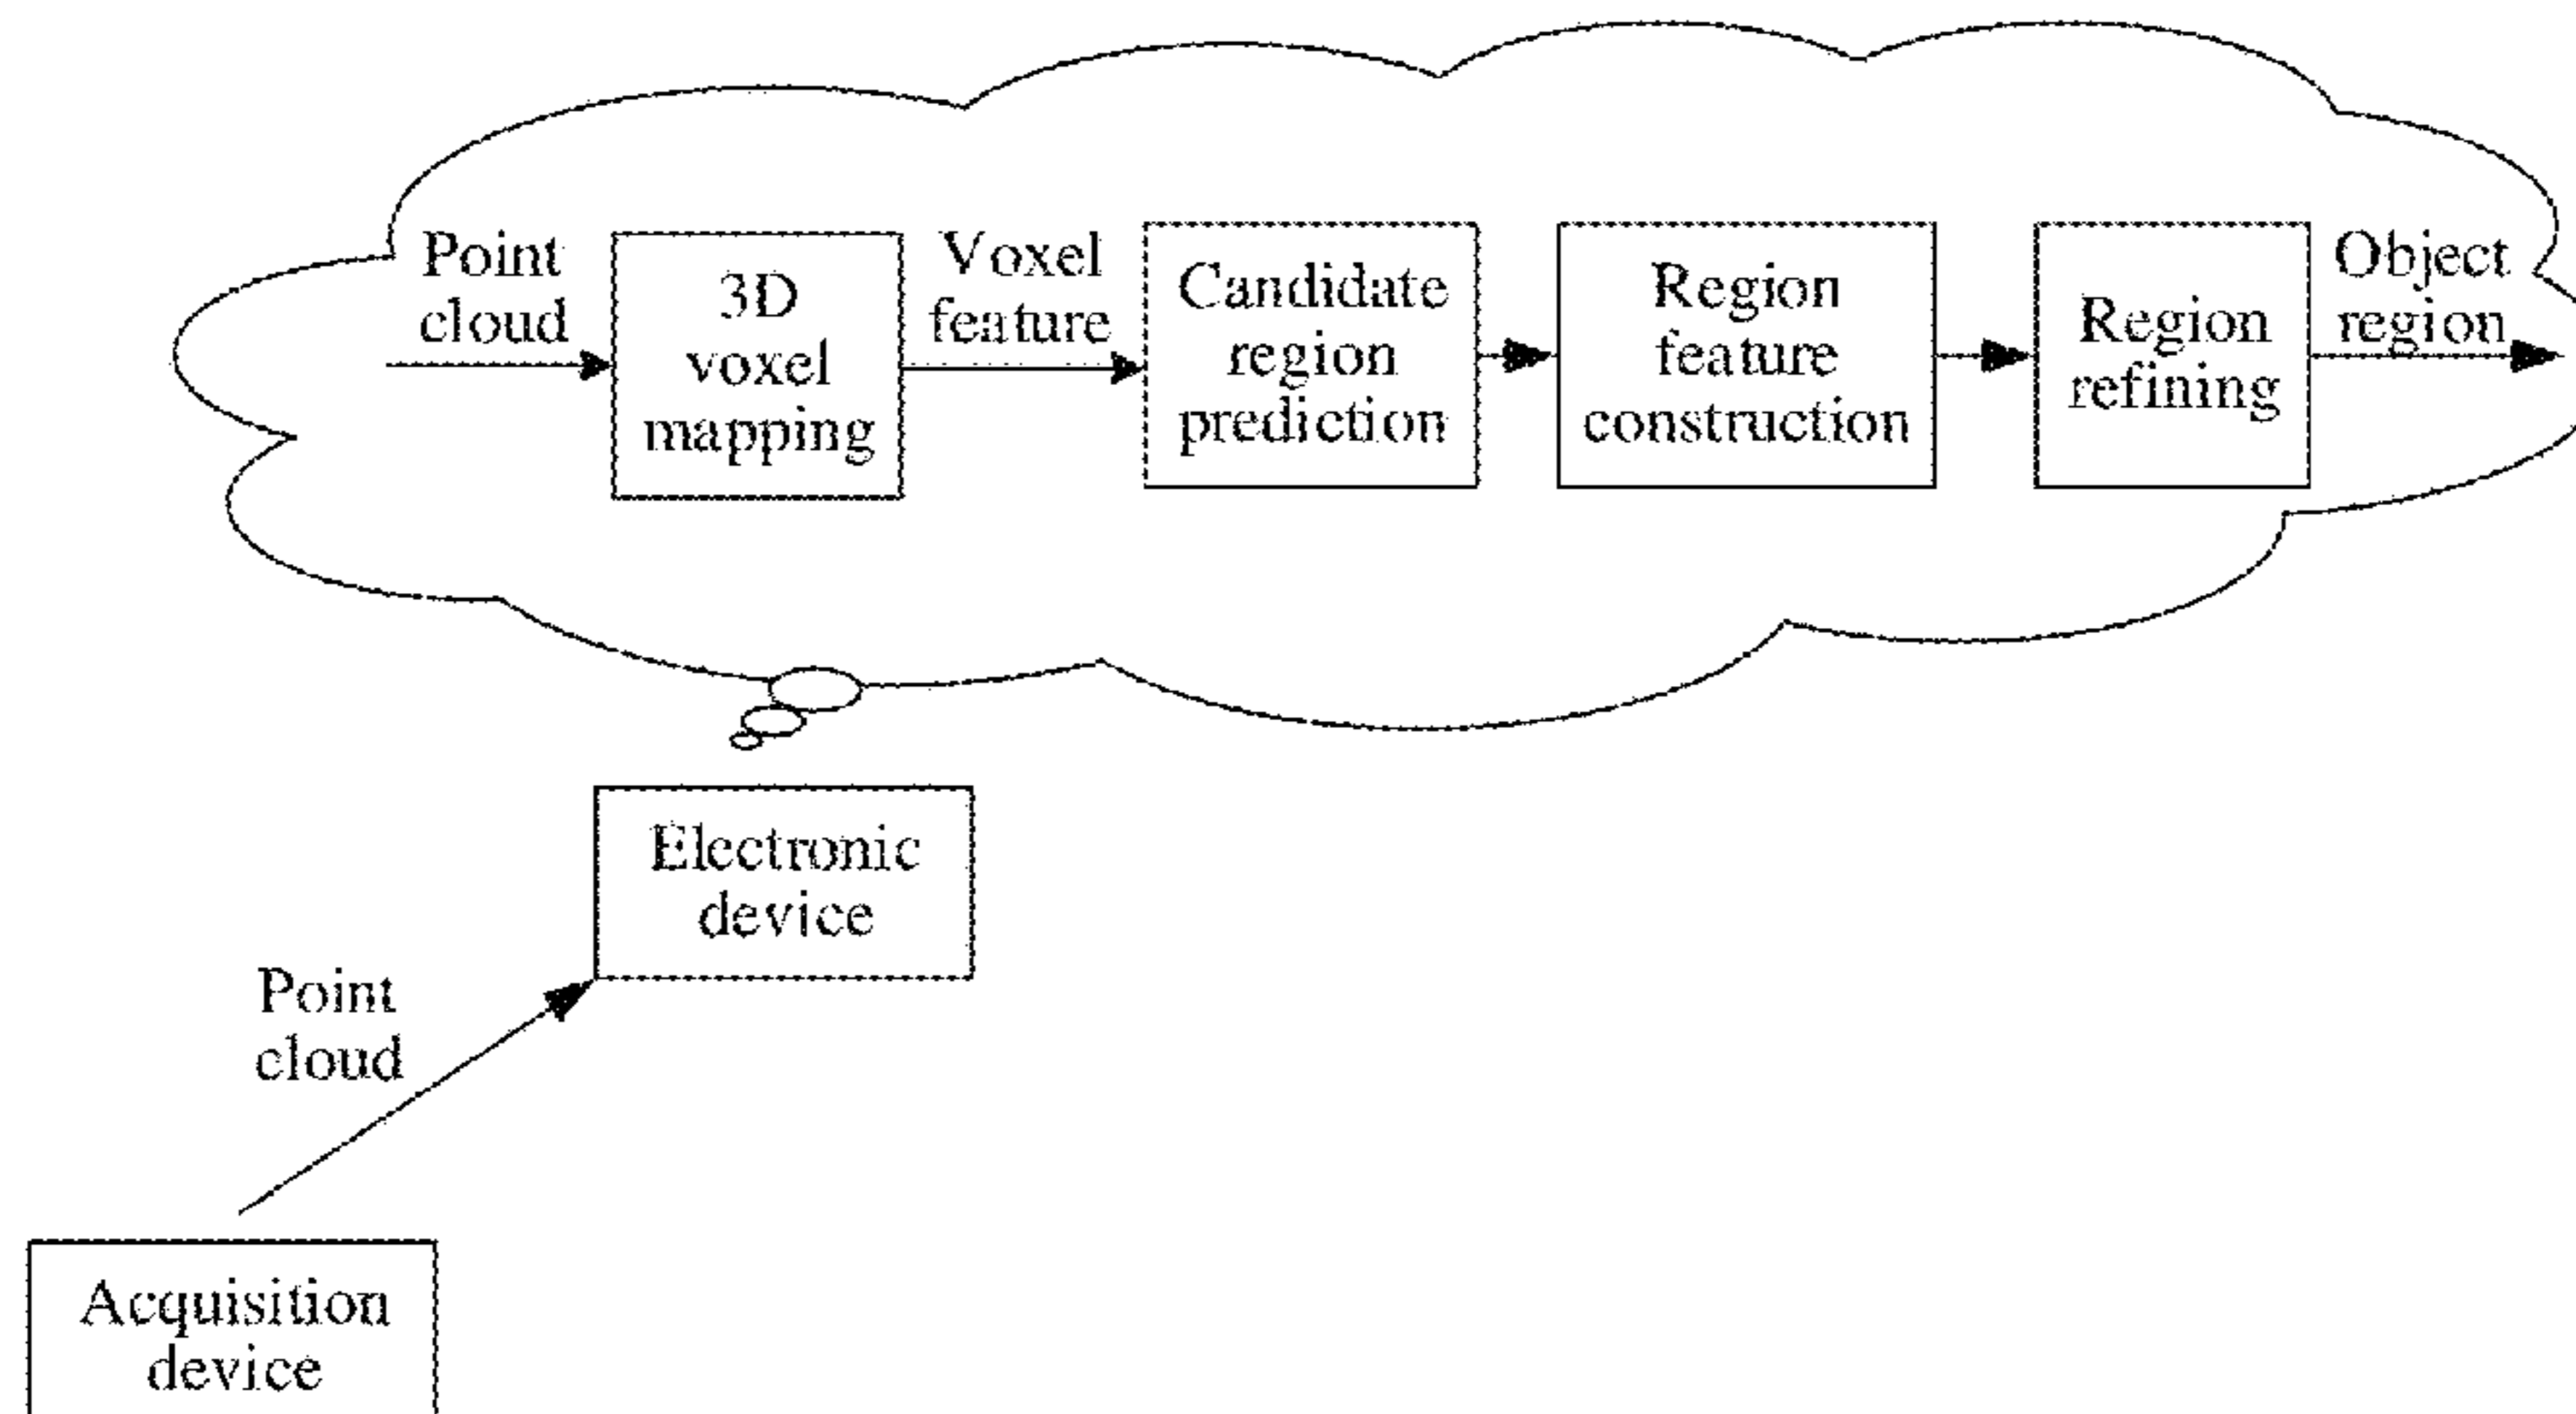 Point
cloud
3D
voxel
mapping
Voxel
feature
Candidate
region
prediction
Region
feature
construction
Region
refining
Object
region
Electronic
device
Point
cloud
Acquisition
device